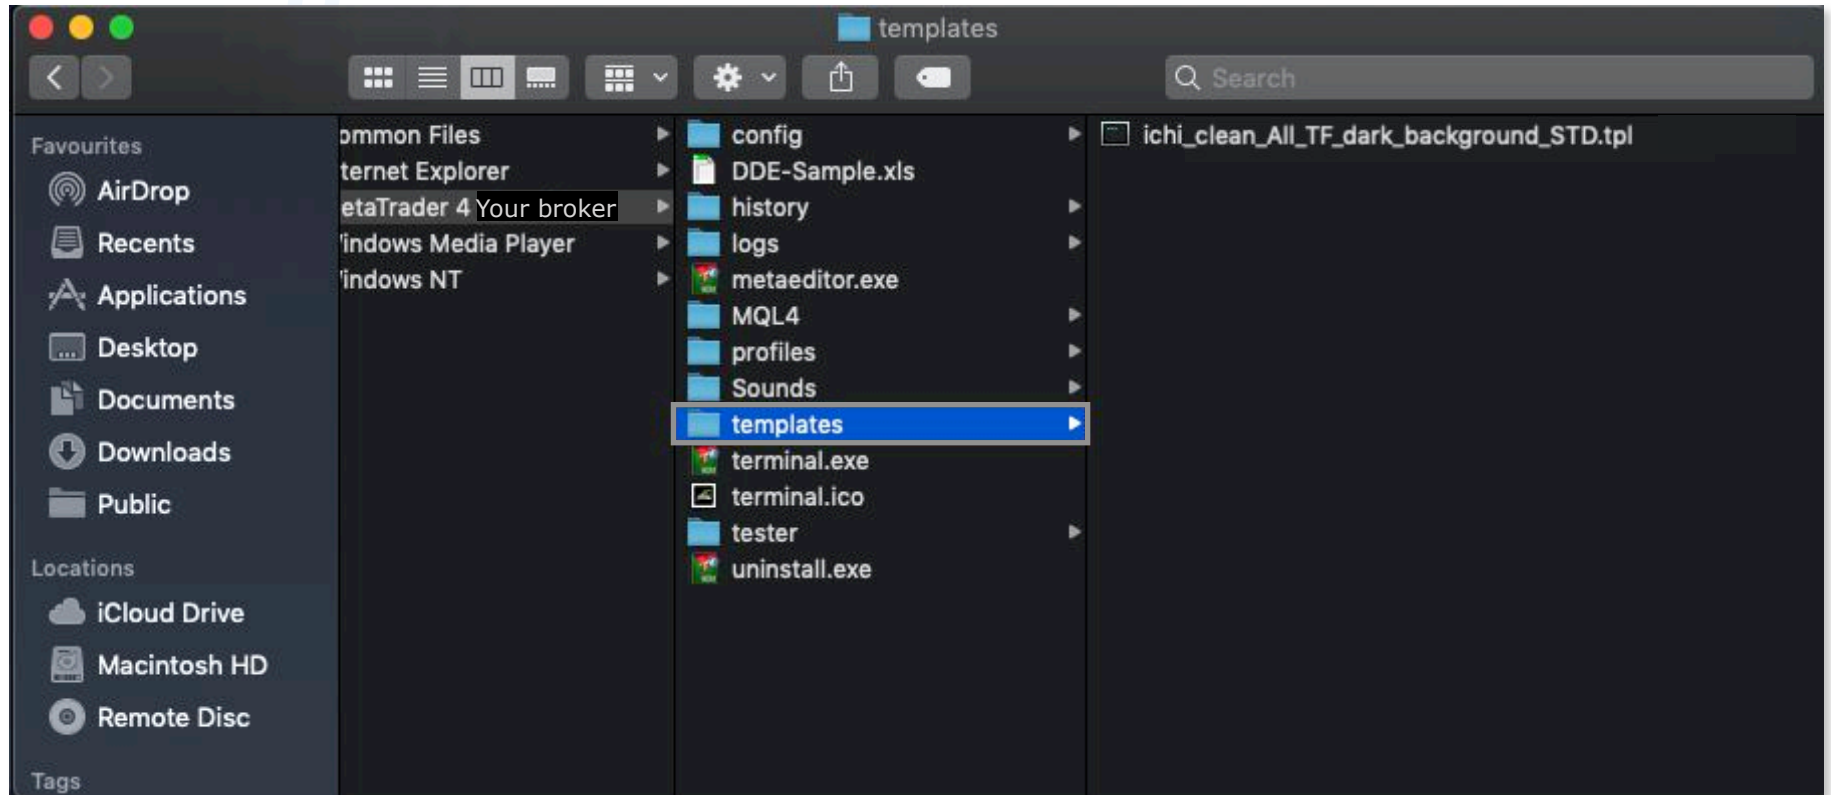 templates
Search
Favourites
AirDrop
Recents
Applications
Desktop
Documents
Downloads
Public
Locations
iCloud Drive
Macintosh HD
Remote Disc
Tags
ommon Files
ternet Explorer
etaTrader 4 Your broker
indows Media Player
indows NT
config
DDE-Sample.xls
history
logs
metaeditor.exe
MQL4
profiles
Sounds
templates
terminal.exe
terminal.ico
tester
uninstall.exe
ichi_clean_All_TF_dark_background_STD.tpl